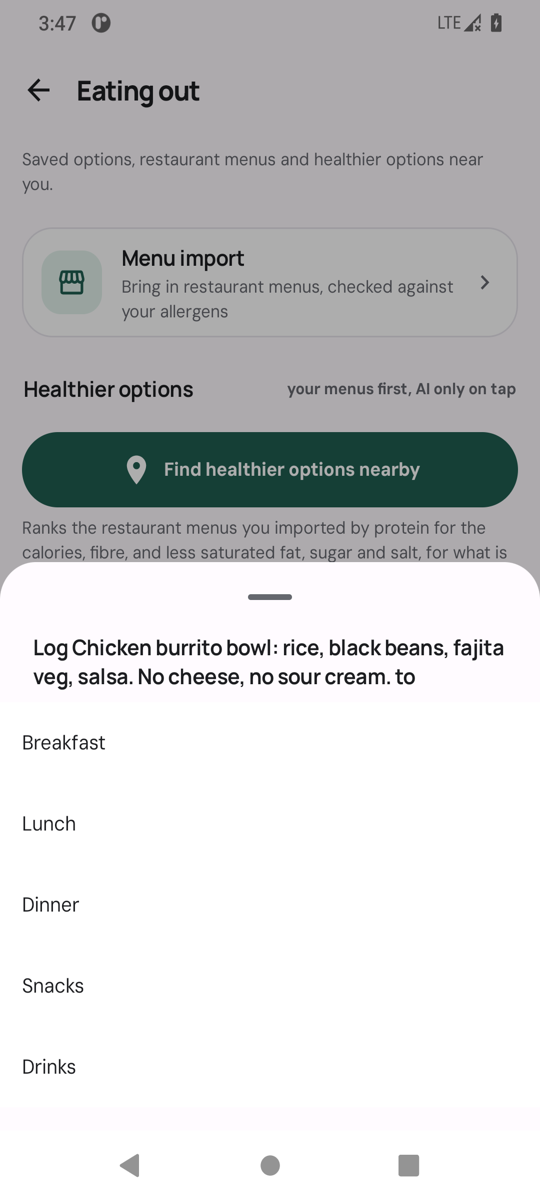 3:47
LTE
Eating out
Saved options, restaurant menus and healthier options near
you.
Menu import
Bring in restaurant menus, checked against
your allergens
Healthier options
your menus first, AI only on tap
Find healthier options nearby
Ranks the restaurant menus you imported by protein for the
calories, fibre, and less saturated fat, sugar and salt, for what is
Log Chicken burrito bowl: rice, black beans, fajita
veg, salsa. No cheese, no sour cream. to
Breakfast
Lunch
Dinner
Snacks
Drinks